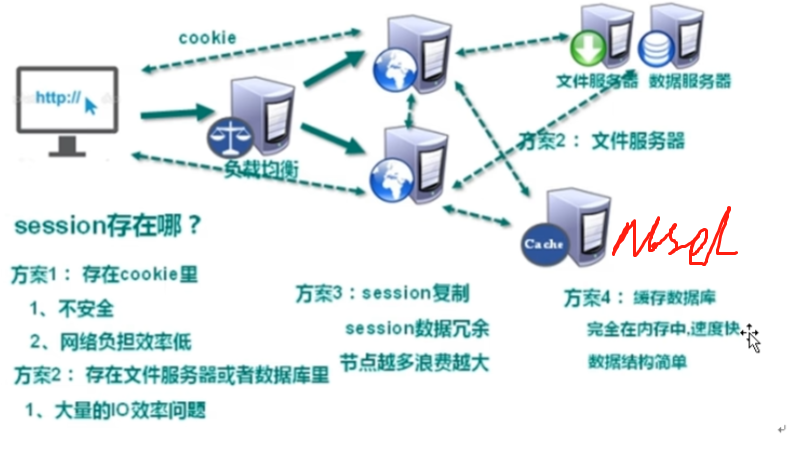 cookie
http://
负载均衡
文件服务器
数据服务器
方案2：文件服务器
Cache
Nosql
session存在哪？
方案1：存在cookie里
1、不安全
2、网络负担效率低
方案2：存在文件服务器或者数据库里
1、大量的IO效率问题
方案3：session复制
session数据冗余
节点越多浪费越大
方案4：缓存数据库
完全在内存中,速度快
数据结构简单